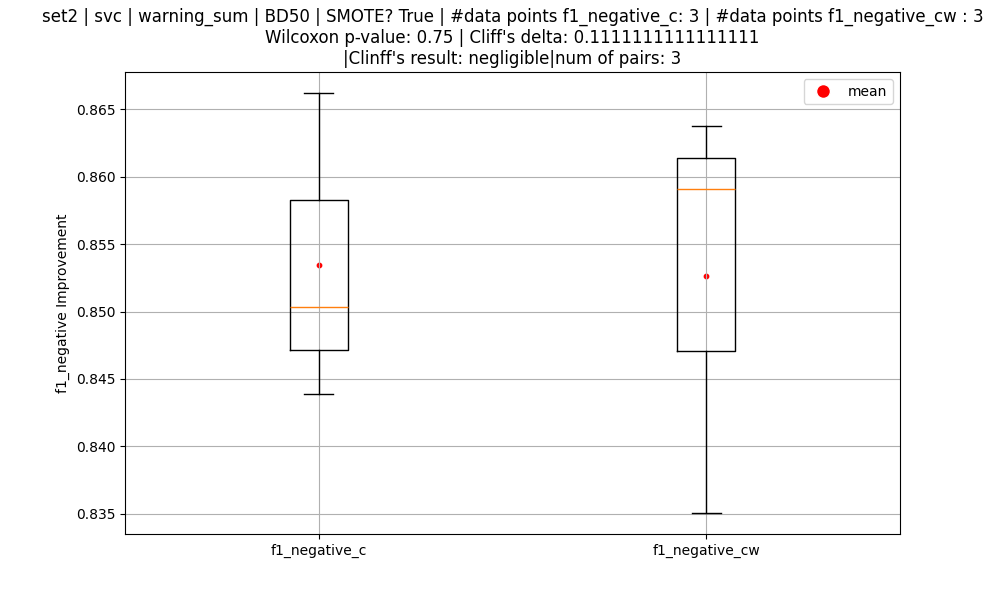 set2 | svc | warning_sum | BD50 | SMOTE? True | #data points f1_negative_c: 3 | #data points f1_negative_cw : 3
Wilcoxon p-value: 0.75 | Cliff's delta: 0.1111111111111111
|Clinff's result: negligible|num of pairs: 3
mean
0.865
0.860
0.855
0.850
0.845
0.840
0.835
f1_negative Improvement
f1_negative_c
f1_negative_cw